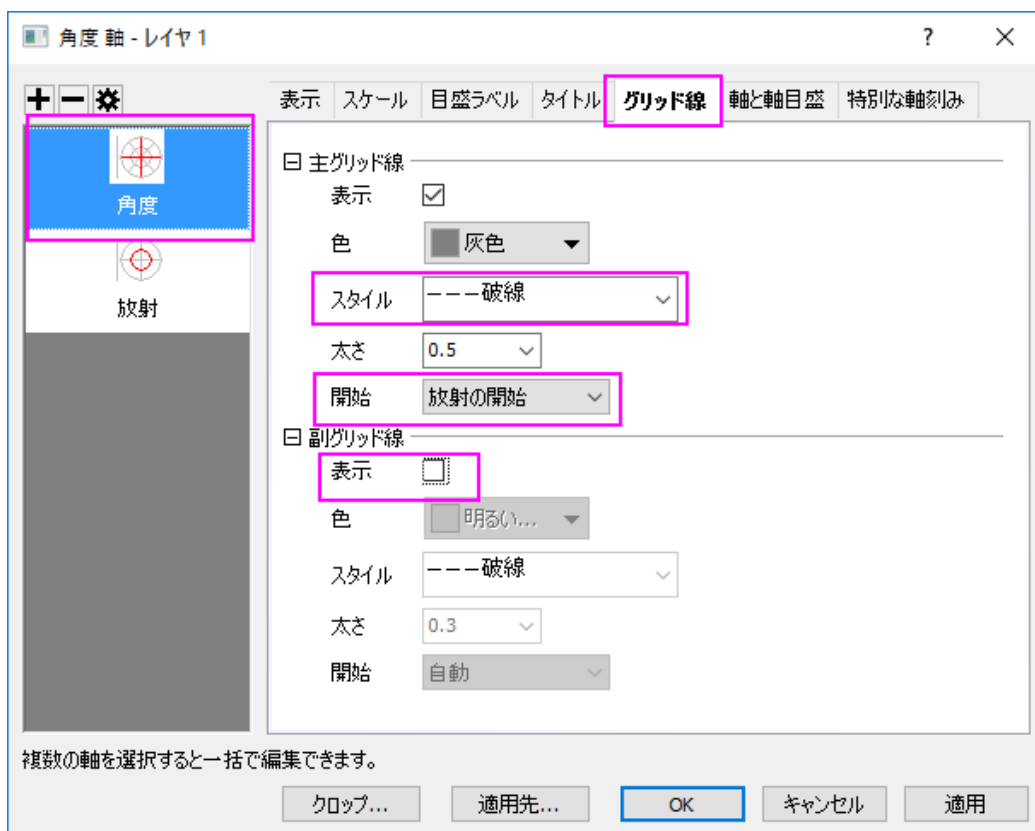 角度 軸 - レイヤ 1
?
表示 スケール 目盛ラベル タイトル グリッド線 軸と軸目盛 特別な軸刻み
角度
放射
主グリッド線
表示
色 灰色
スタイル ---破線
太さ 0.5
開始 放射の開始
副グリッド線
表示
色 明るい...
スタイル ---破線
太さ 0.3
開始 自動
複数の軸を選択すると一括で編集できます。
クロップ... 適用先... OK キャンセル 適用